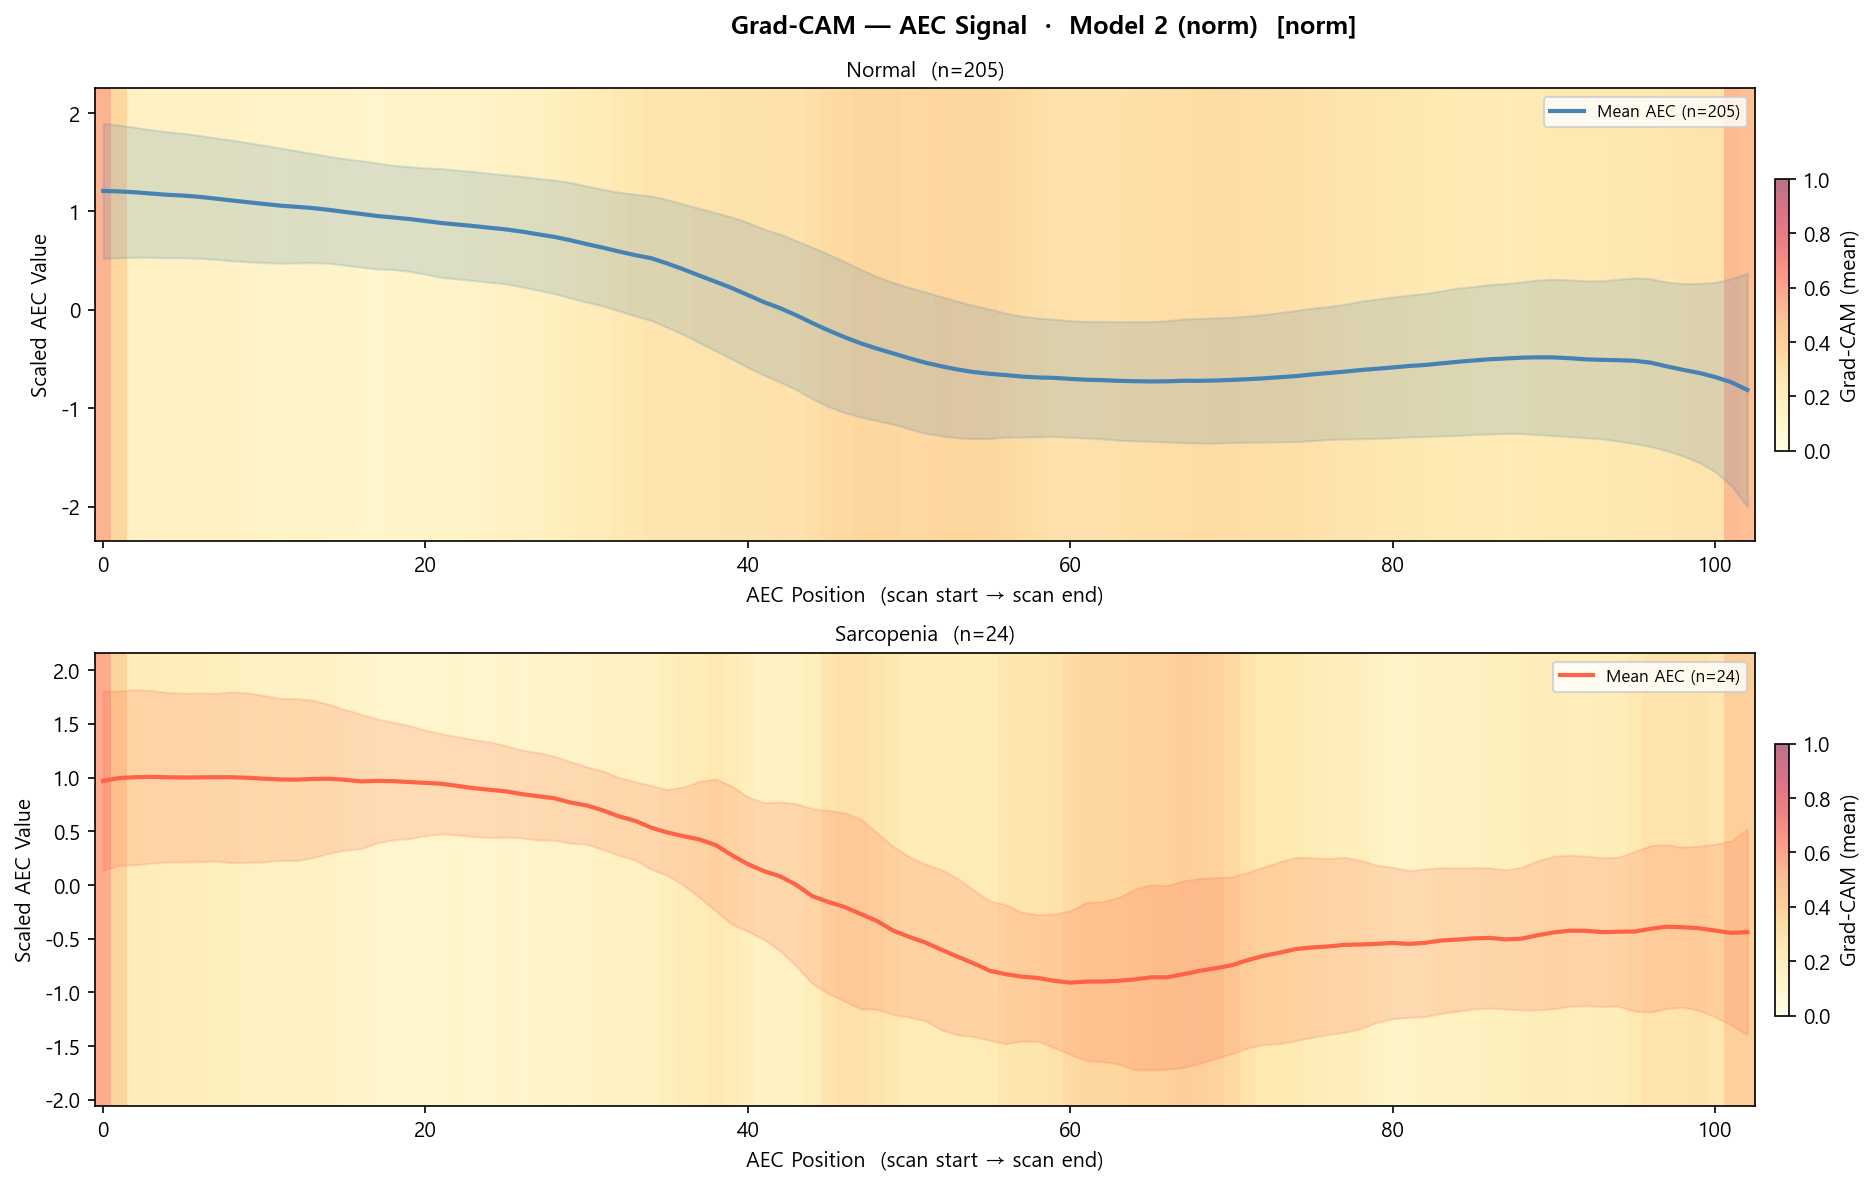 Grad-CAM — AEC Signal · Model 2 (norm) [norm]
Normal (n=205)
Mean AEC (n=205)
Scaled AEC Value
2
1
0
-1
-2
0 20 40 60 80 100
AEC Position (scan start → scan end)
1.0
0.8
0.6
0.4
0.2
0.0
Grad-CAM (mean)
Sarcopenia (n=24)
Mean AEC (n=24)
Scaled AEC Value
2.0
1.5
1.0
0.5
0.0
-0.5
-1.0
-1.5
-2.0
0 20 40 60 80 100
AEC Position (scan start → scan end)
1.0
0.8
0.6
0.4
0.2
0.0
Grad-CAM (mean)